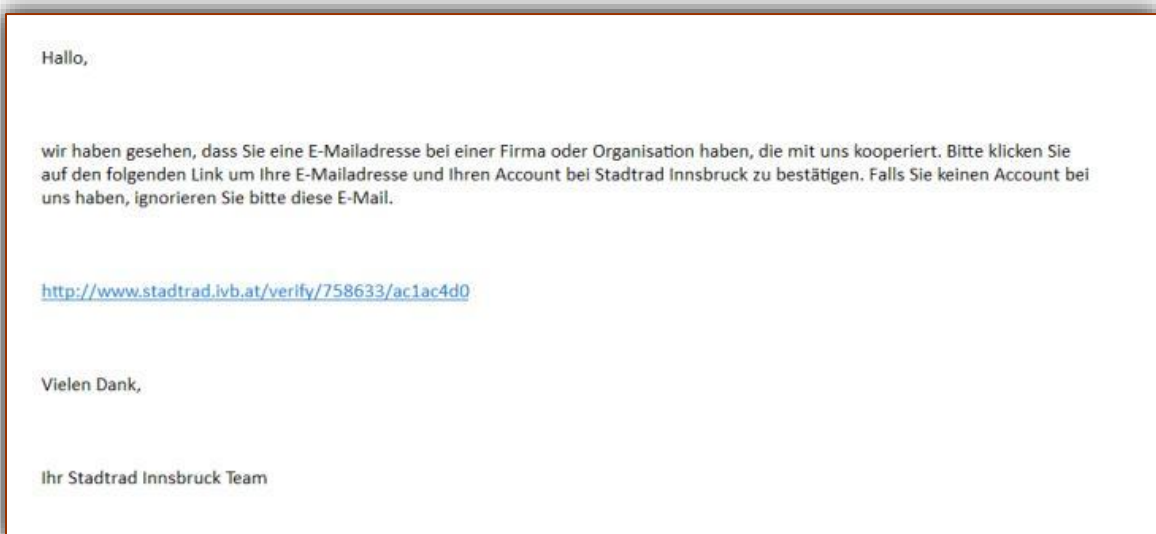 Hallo,
wir haben gesehen, dass Sie eine E-Mailadresse bei einer Firma oder Organisation haben, die mit uns kooperiert. Bitte klicken Sie
auf den folgenden Link um Ihre E-Mailadresse und Ihren Account bei Stadtrad Innsbruck zu bestätigen. Falls Sie keinen Account bei
uns haben, ignorieren Sie bitte diese E-Mail.
http://www.stadtrad.ivb.at/verify/758633/ac1ac4d0
Vielen Dank,
Ihr Stadtrad Innsbruck Team